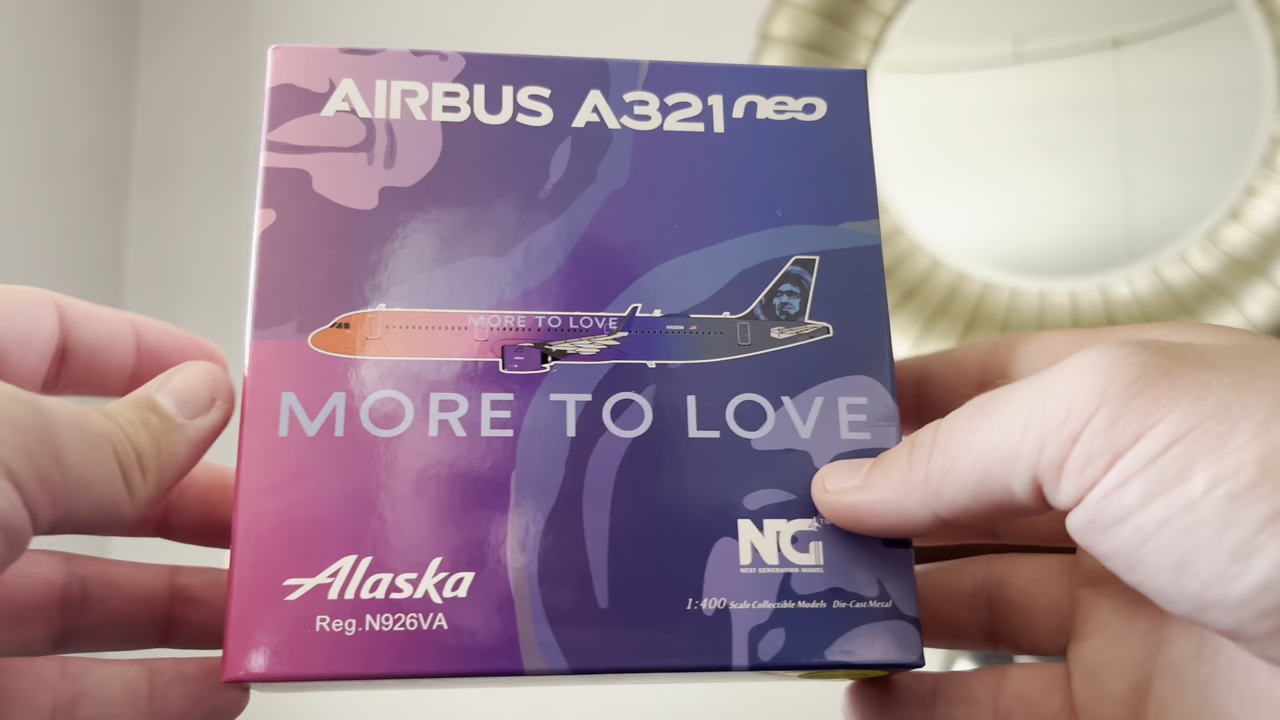 AIRBUS A321neo
MORE TO LOVE
MORE TO LOVE
NG
NEXT GENERATION MODEL
Alaska
Reg.N926VA
1:400 Scale Collectible Models Die-Cast Metal